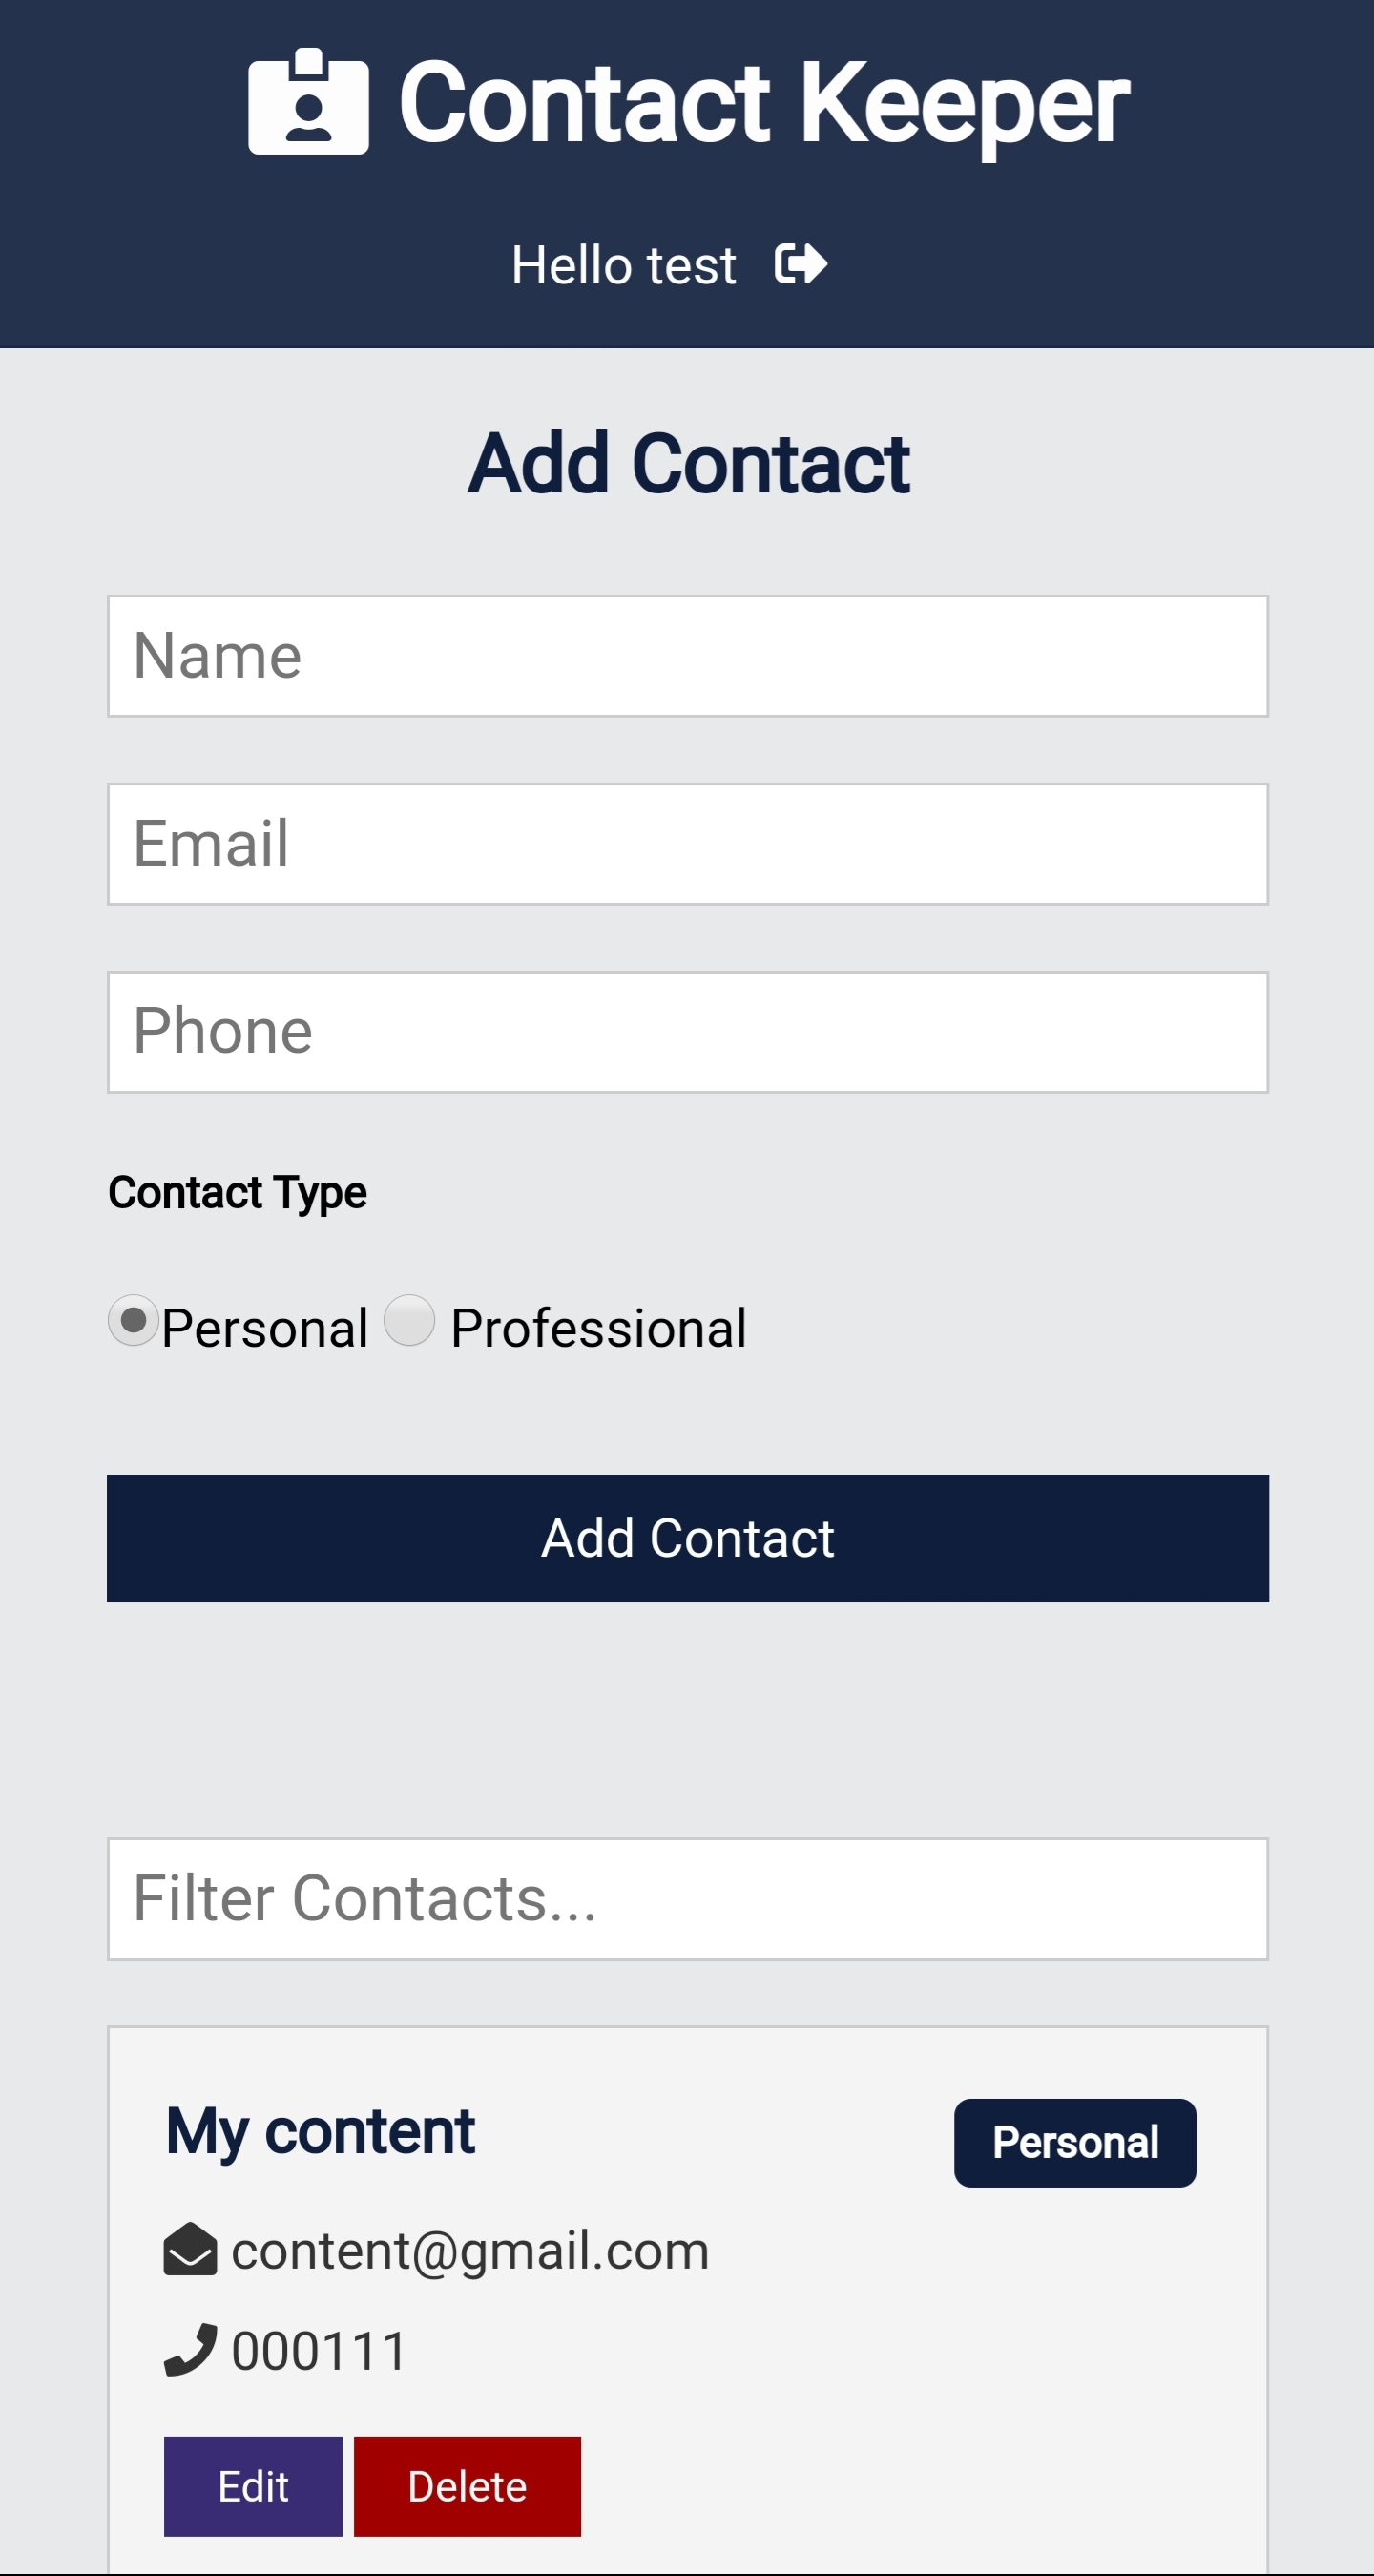 Contact Keeper
Hello test
Add Contact
Name
Email
Phone
Contact Type
Personal Professional
Add Contact
Filter Contacts...
My content
Personal
content@gmail.com
000111
Edit Delete